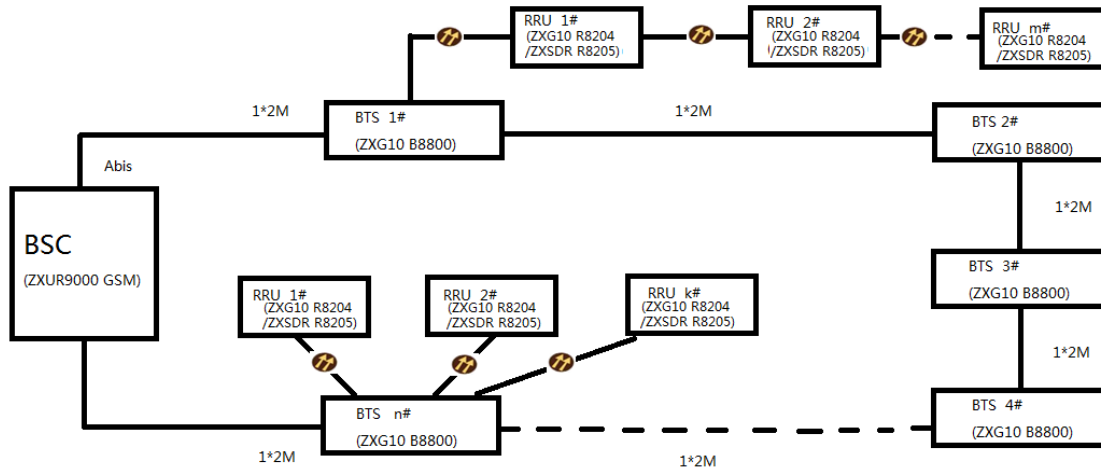 RRU 1#
(ZXG10 R8204
/ZXSDR R8205)
RRU 2#
(ZXG10 R8204
/ZXSDR R8205)
RRU m#
(ZXG10 R8204
/ZXSDR R8205)
1*2M
BTS 1#
(ZXG10 B8800)
1*2M
BTS 2#
(ZXG10 B8800)
Abis
BSC
(ZXUR9000 GSM)
1*2M
BTS 3#
(ZXG10 B8800)
RRU 1#
(ZXG10 R8204
/ZXSDR R8205)
RRU 2#
(ZXG10 R8204
/ZXSDR R8205)
RRU k#
(ZXG10 R8204
/ZXSDR R8205)
1*2M
BTS n#
(ZXG10 B8800)
BTS 4#
(ZXG10 B8800)
1*2M
1*2M